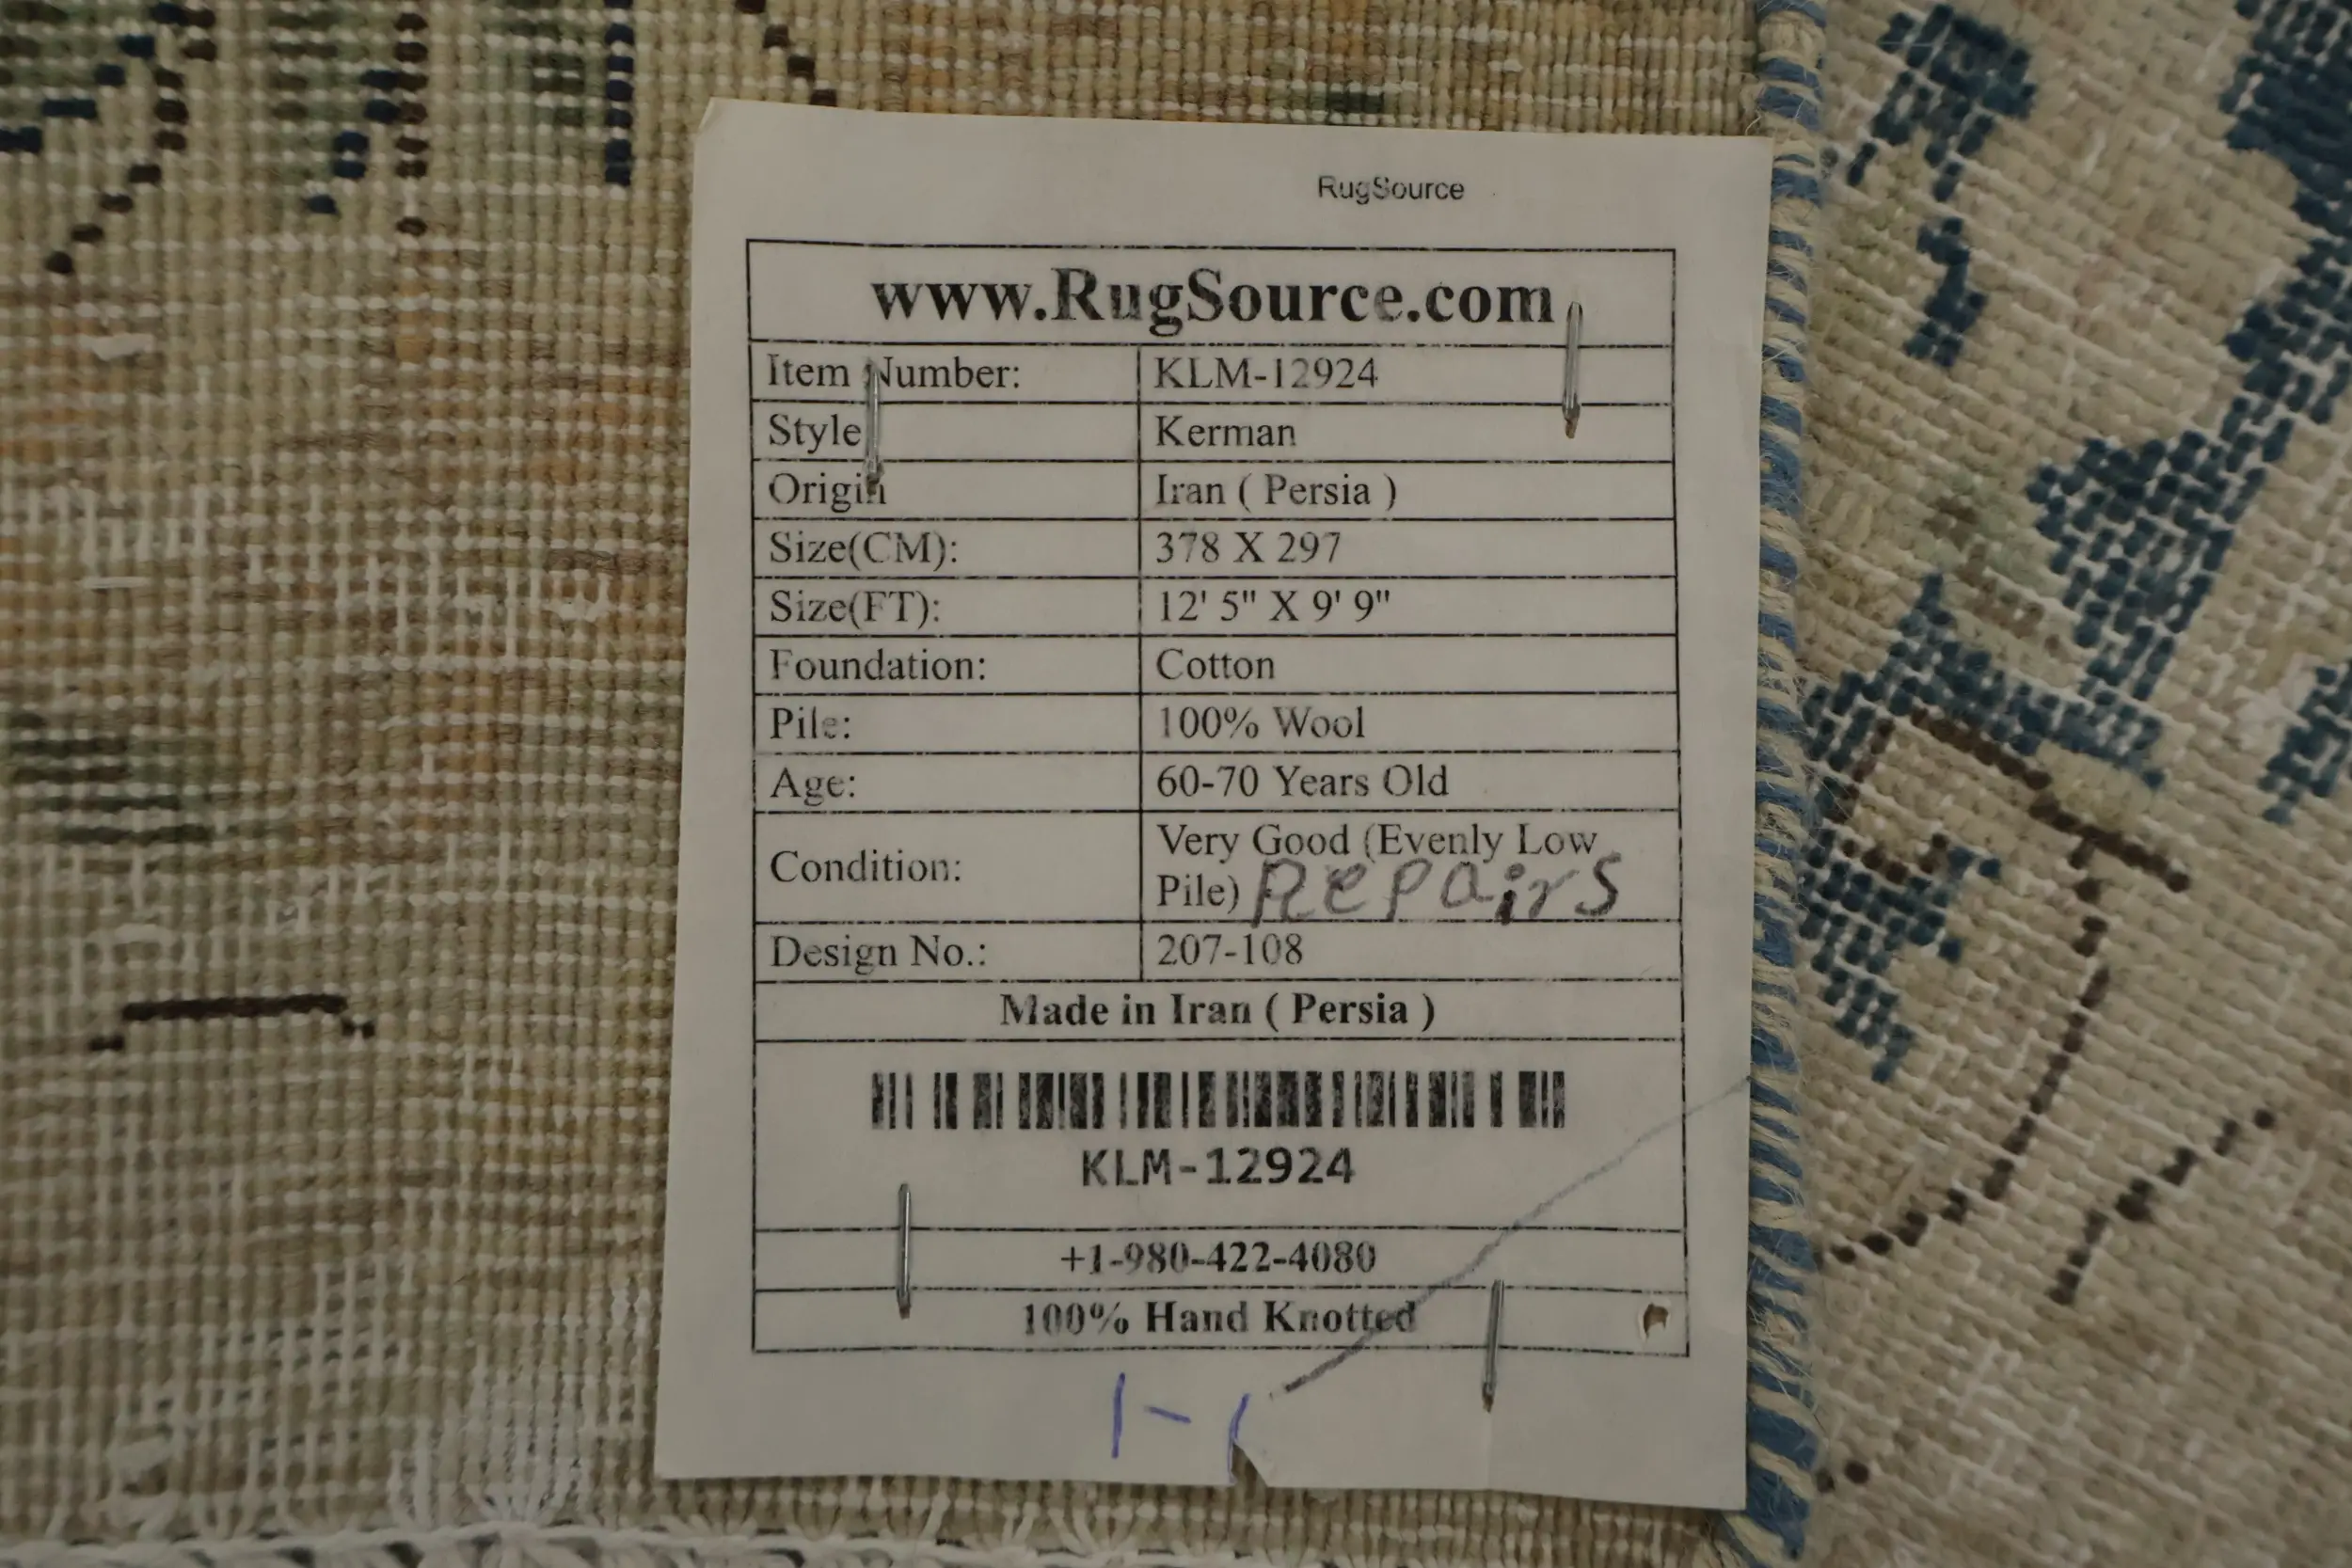 RugSource
www.RugSource.com
Item Number: KLM-12924
Style Kerman
Origin Iran ( Persia )
Size(CM): 378 X 297
Size(FT): 12' 5" X 9' 9"
Foundation: Cotton
Pile: 100% Wool
Age: 60-70 Years Old
Condition: Very Good (Evenly Low
Pile) Repairs
Design No.: 207-108
Made in Iran ( Persia )
KLM-12924
+1-980-422-4080
100% Hand Knotted
1-1